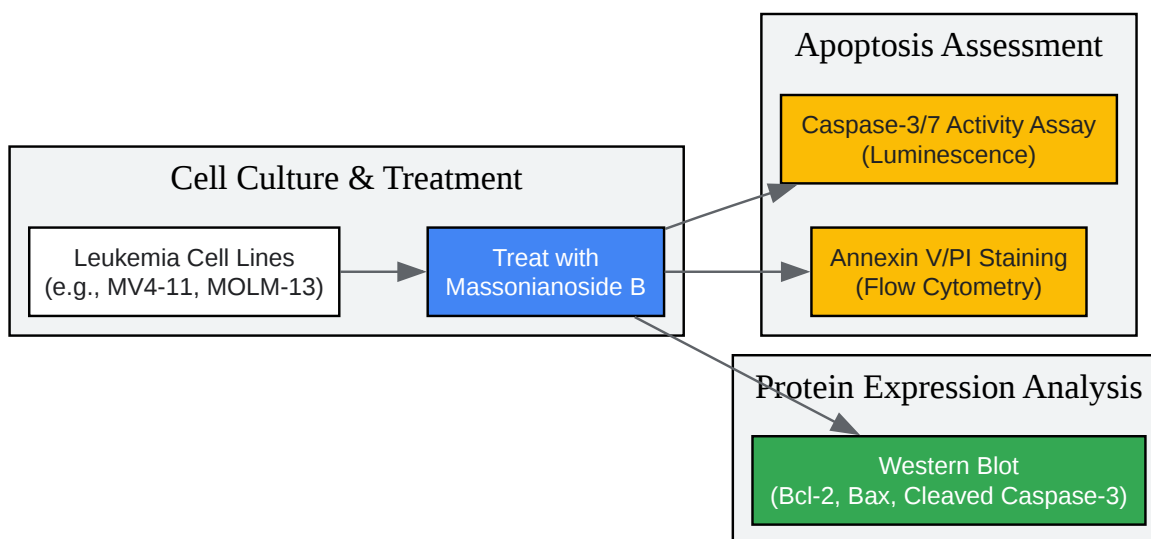 Cell Culture & Treatment
Leukemia Cell Lines
(e.g., MV4-11, MOLM-13)
Treat with
Massonianoside B
Apoptosis Assessment
Caspase-3/7 Activity Assay
(Luminescence)
Annexin V/PI Staining
(Flow Cytometry)
Protein Expression Analysis
Western Blot
(Bcl-2, Bax, Cleaved Caspase-3)